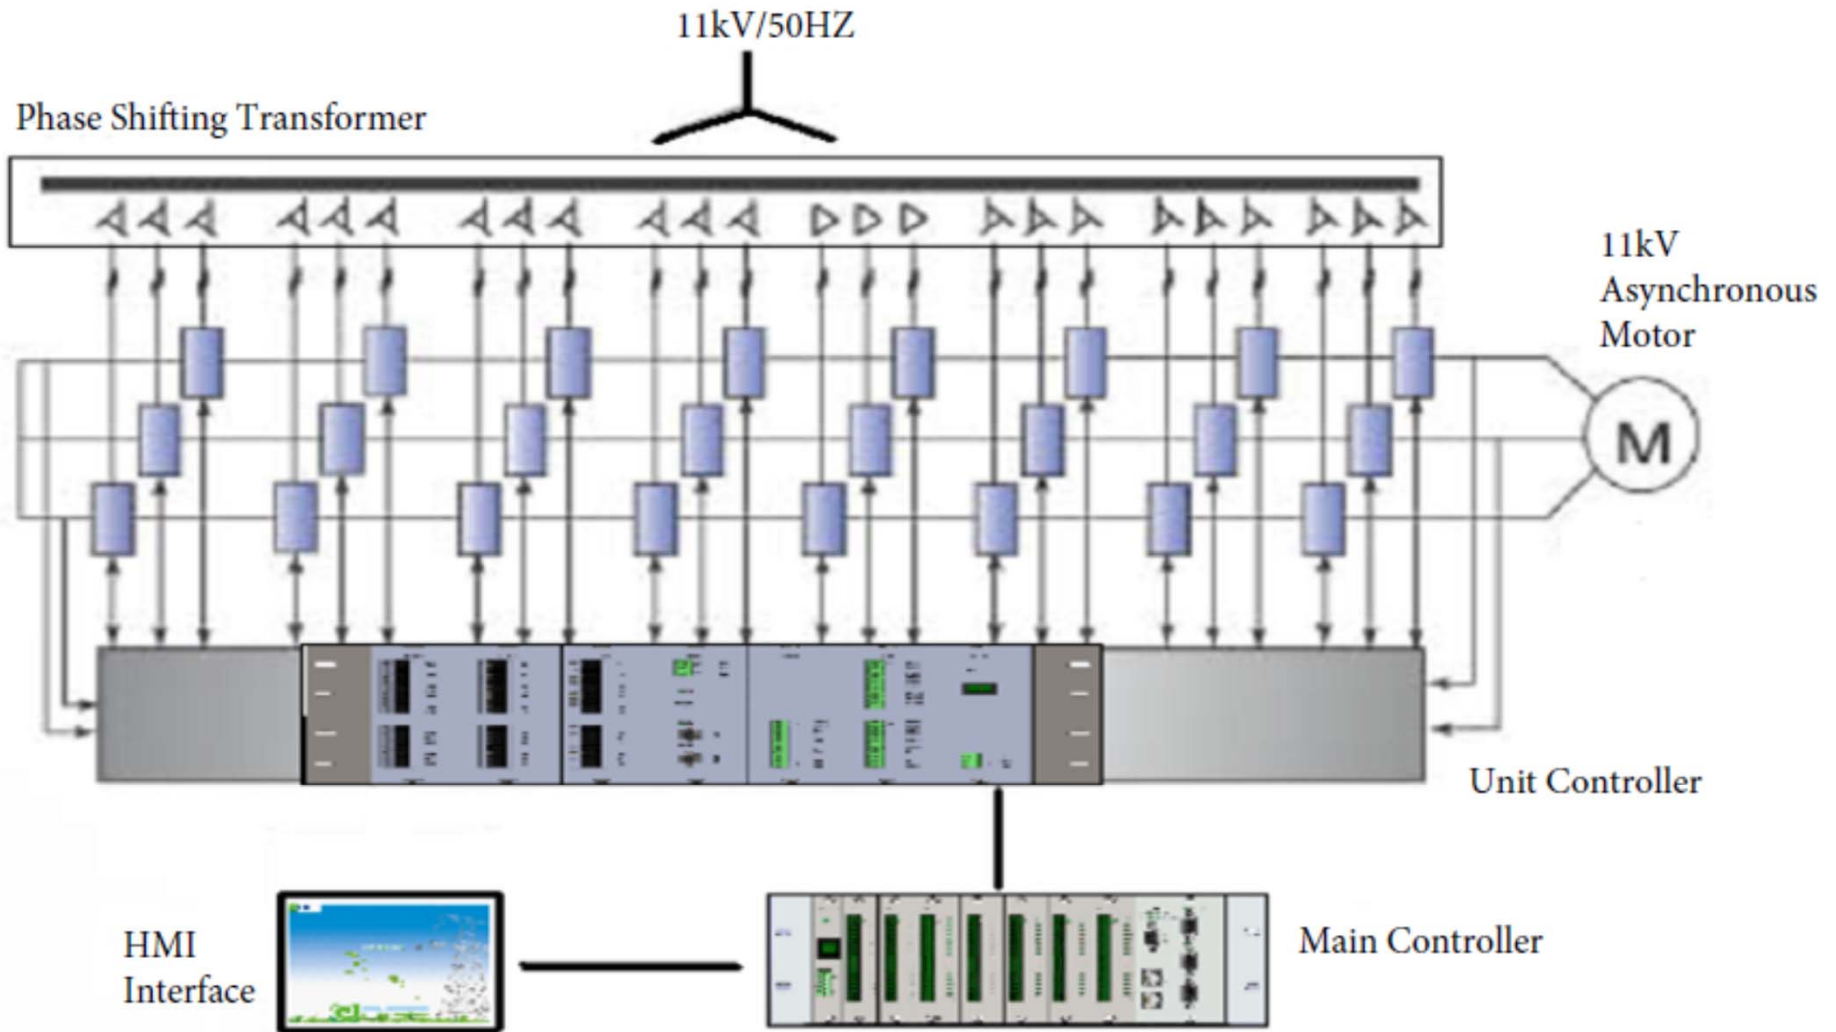 11kV/50HZ
Phase Shifting Transformer
11kV
Asynchronous
Motor
M
Unit Controller
HMI
Interface
Main Controller